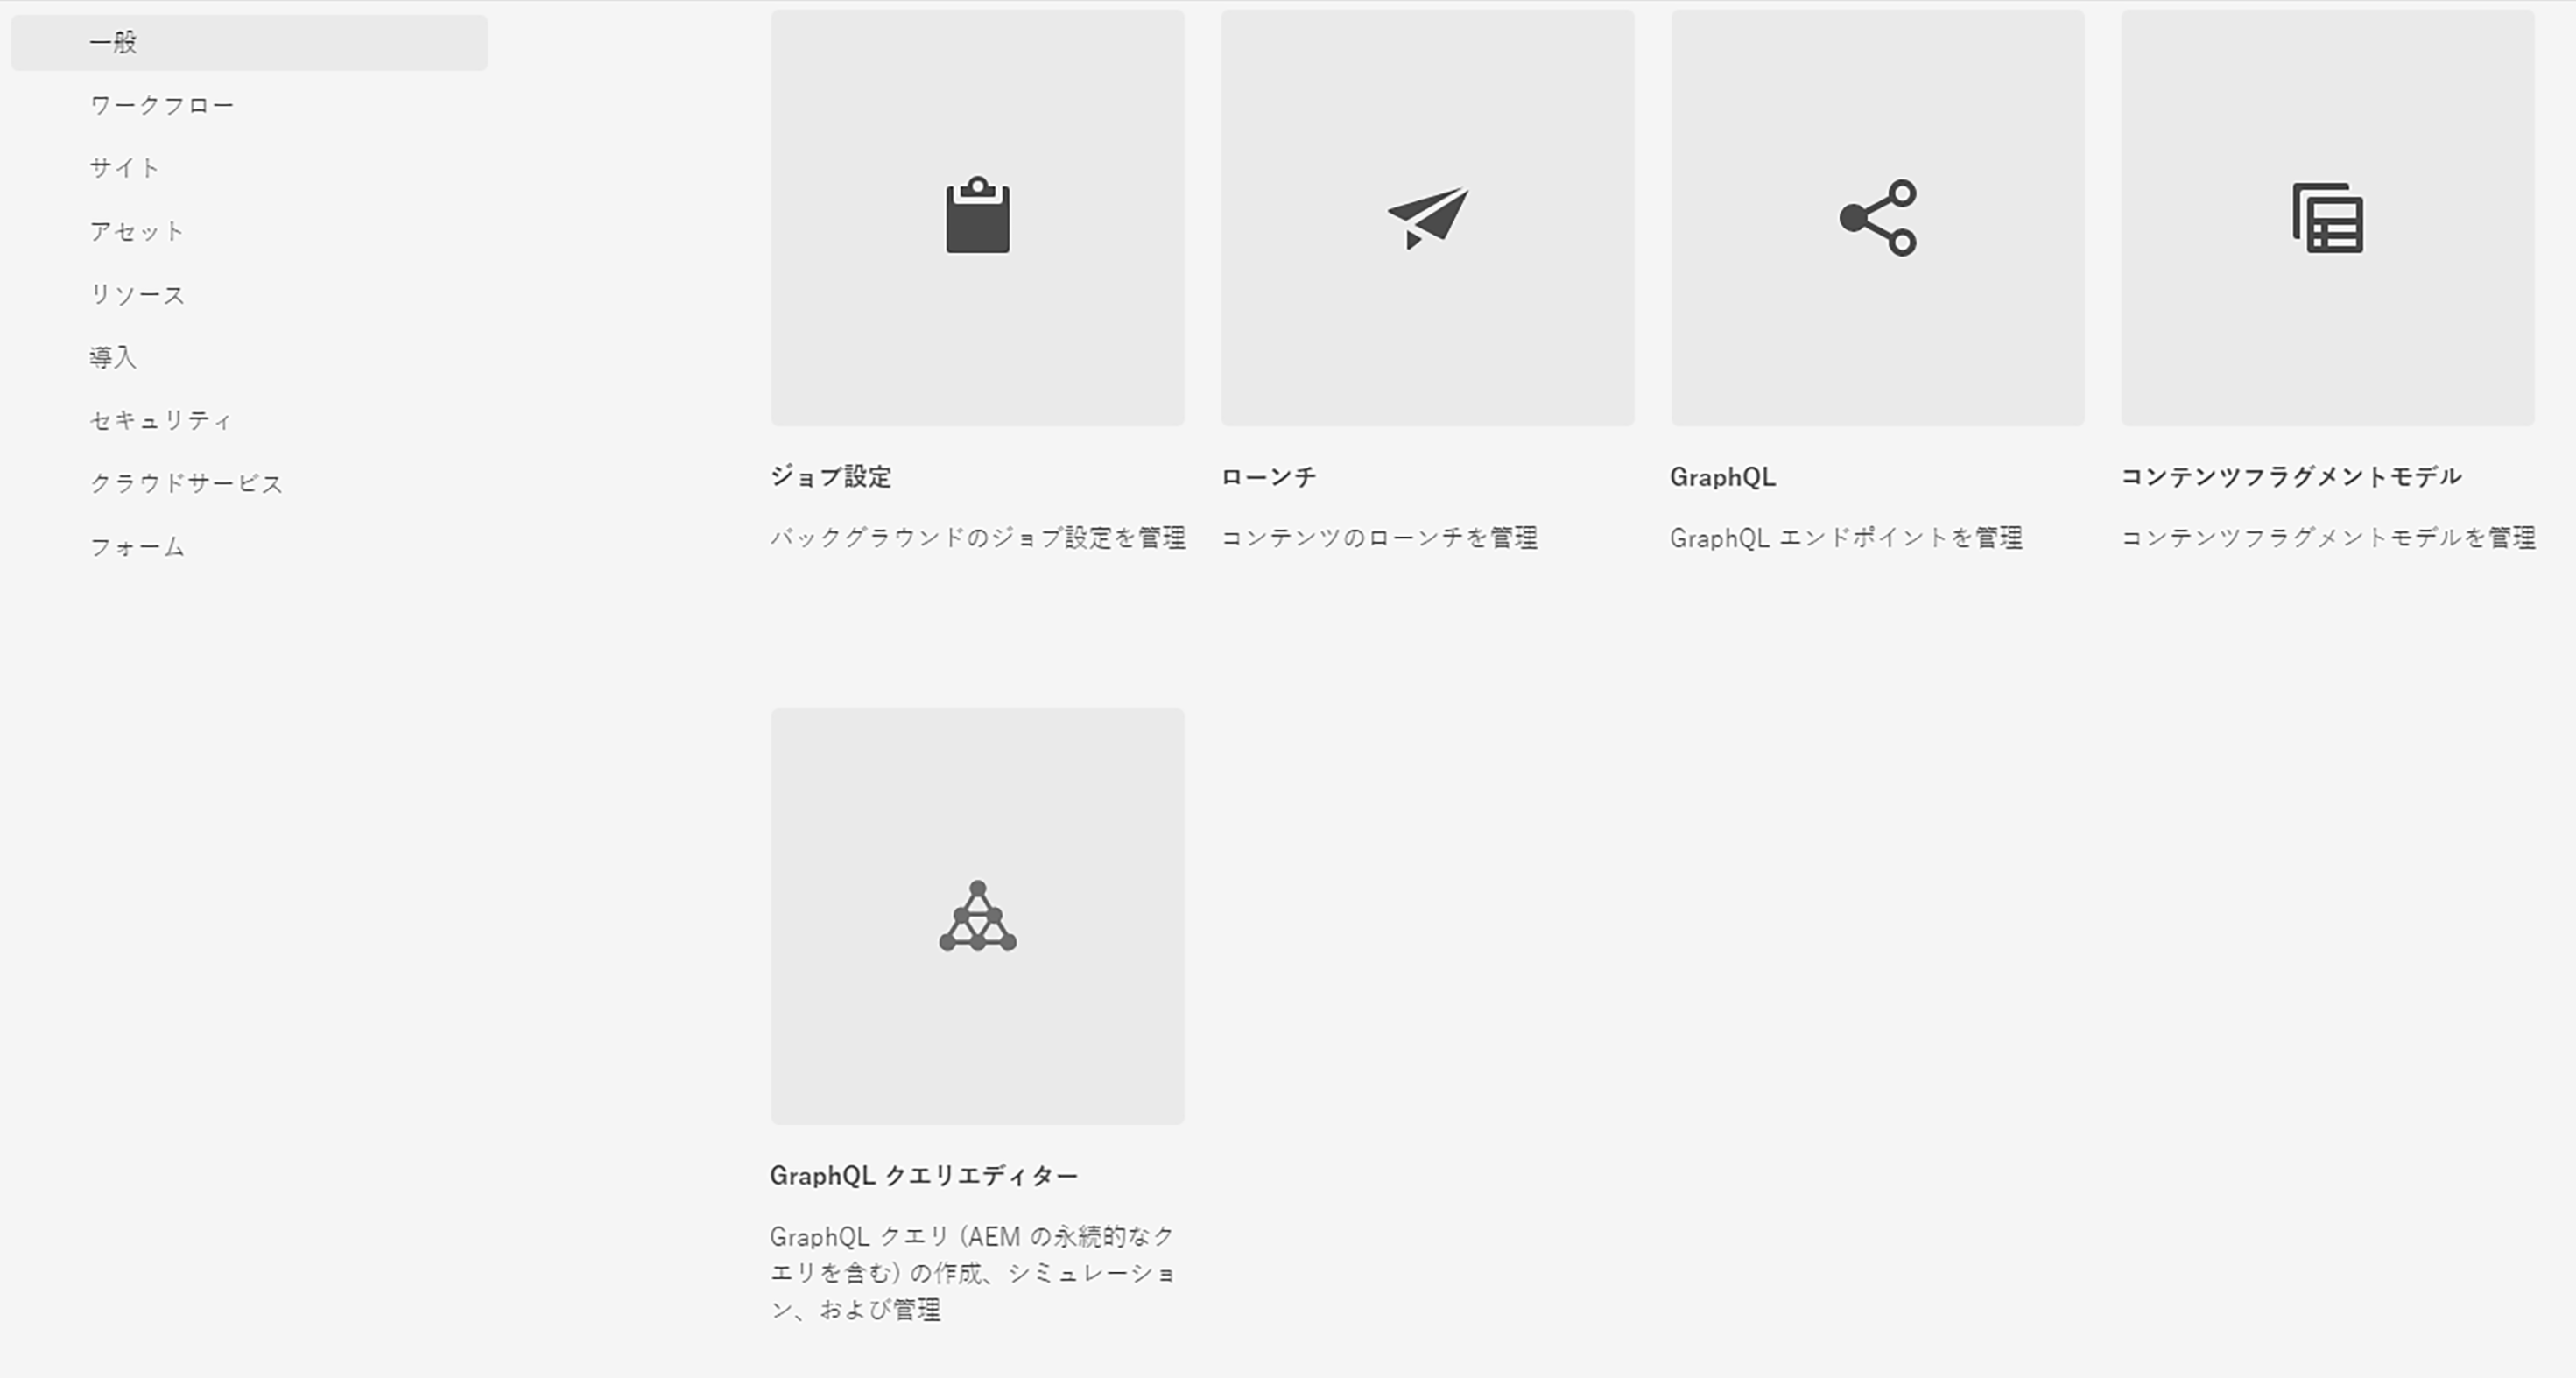 一般
ワークフロー
サイト
アセット
リソース
導入
セキュリティ
クラウドサービス
フォーム
ジョブ設定
バックグラウンドのジョブ設定を管理
ローンチ
コンテンツのローンチを管理
GraphQL
GraphQL エンドポイントを管理
コンテンツフラグメントモデル
コンテンツフラグメントモデルを管理
GraphQL クエリエディター
GraphQL クエリ (AEM の永続的なク
エリを含む) の作成、シミュレーショ
ン、および管理